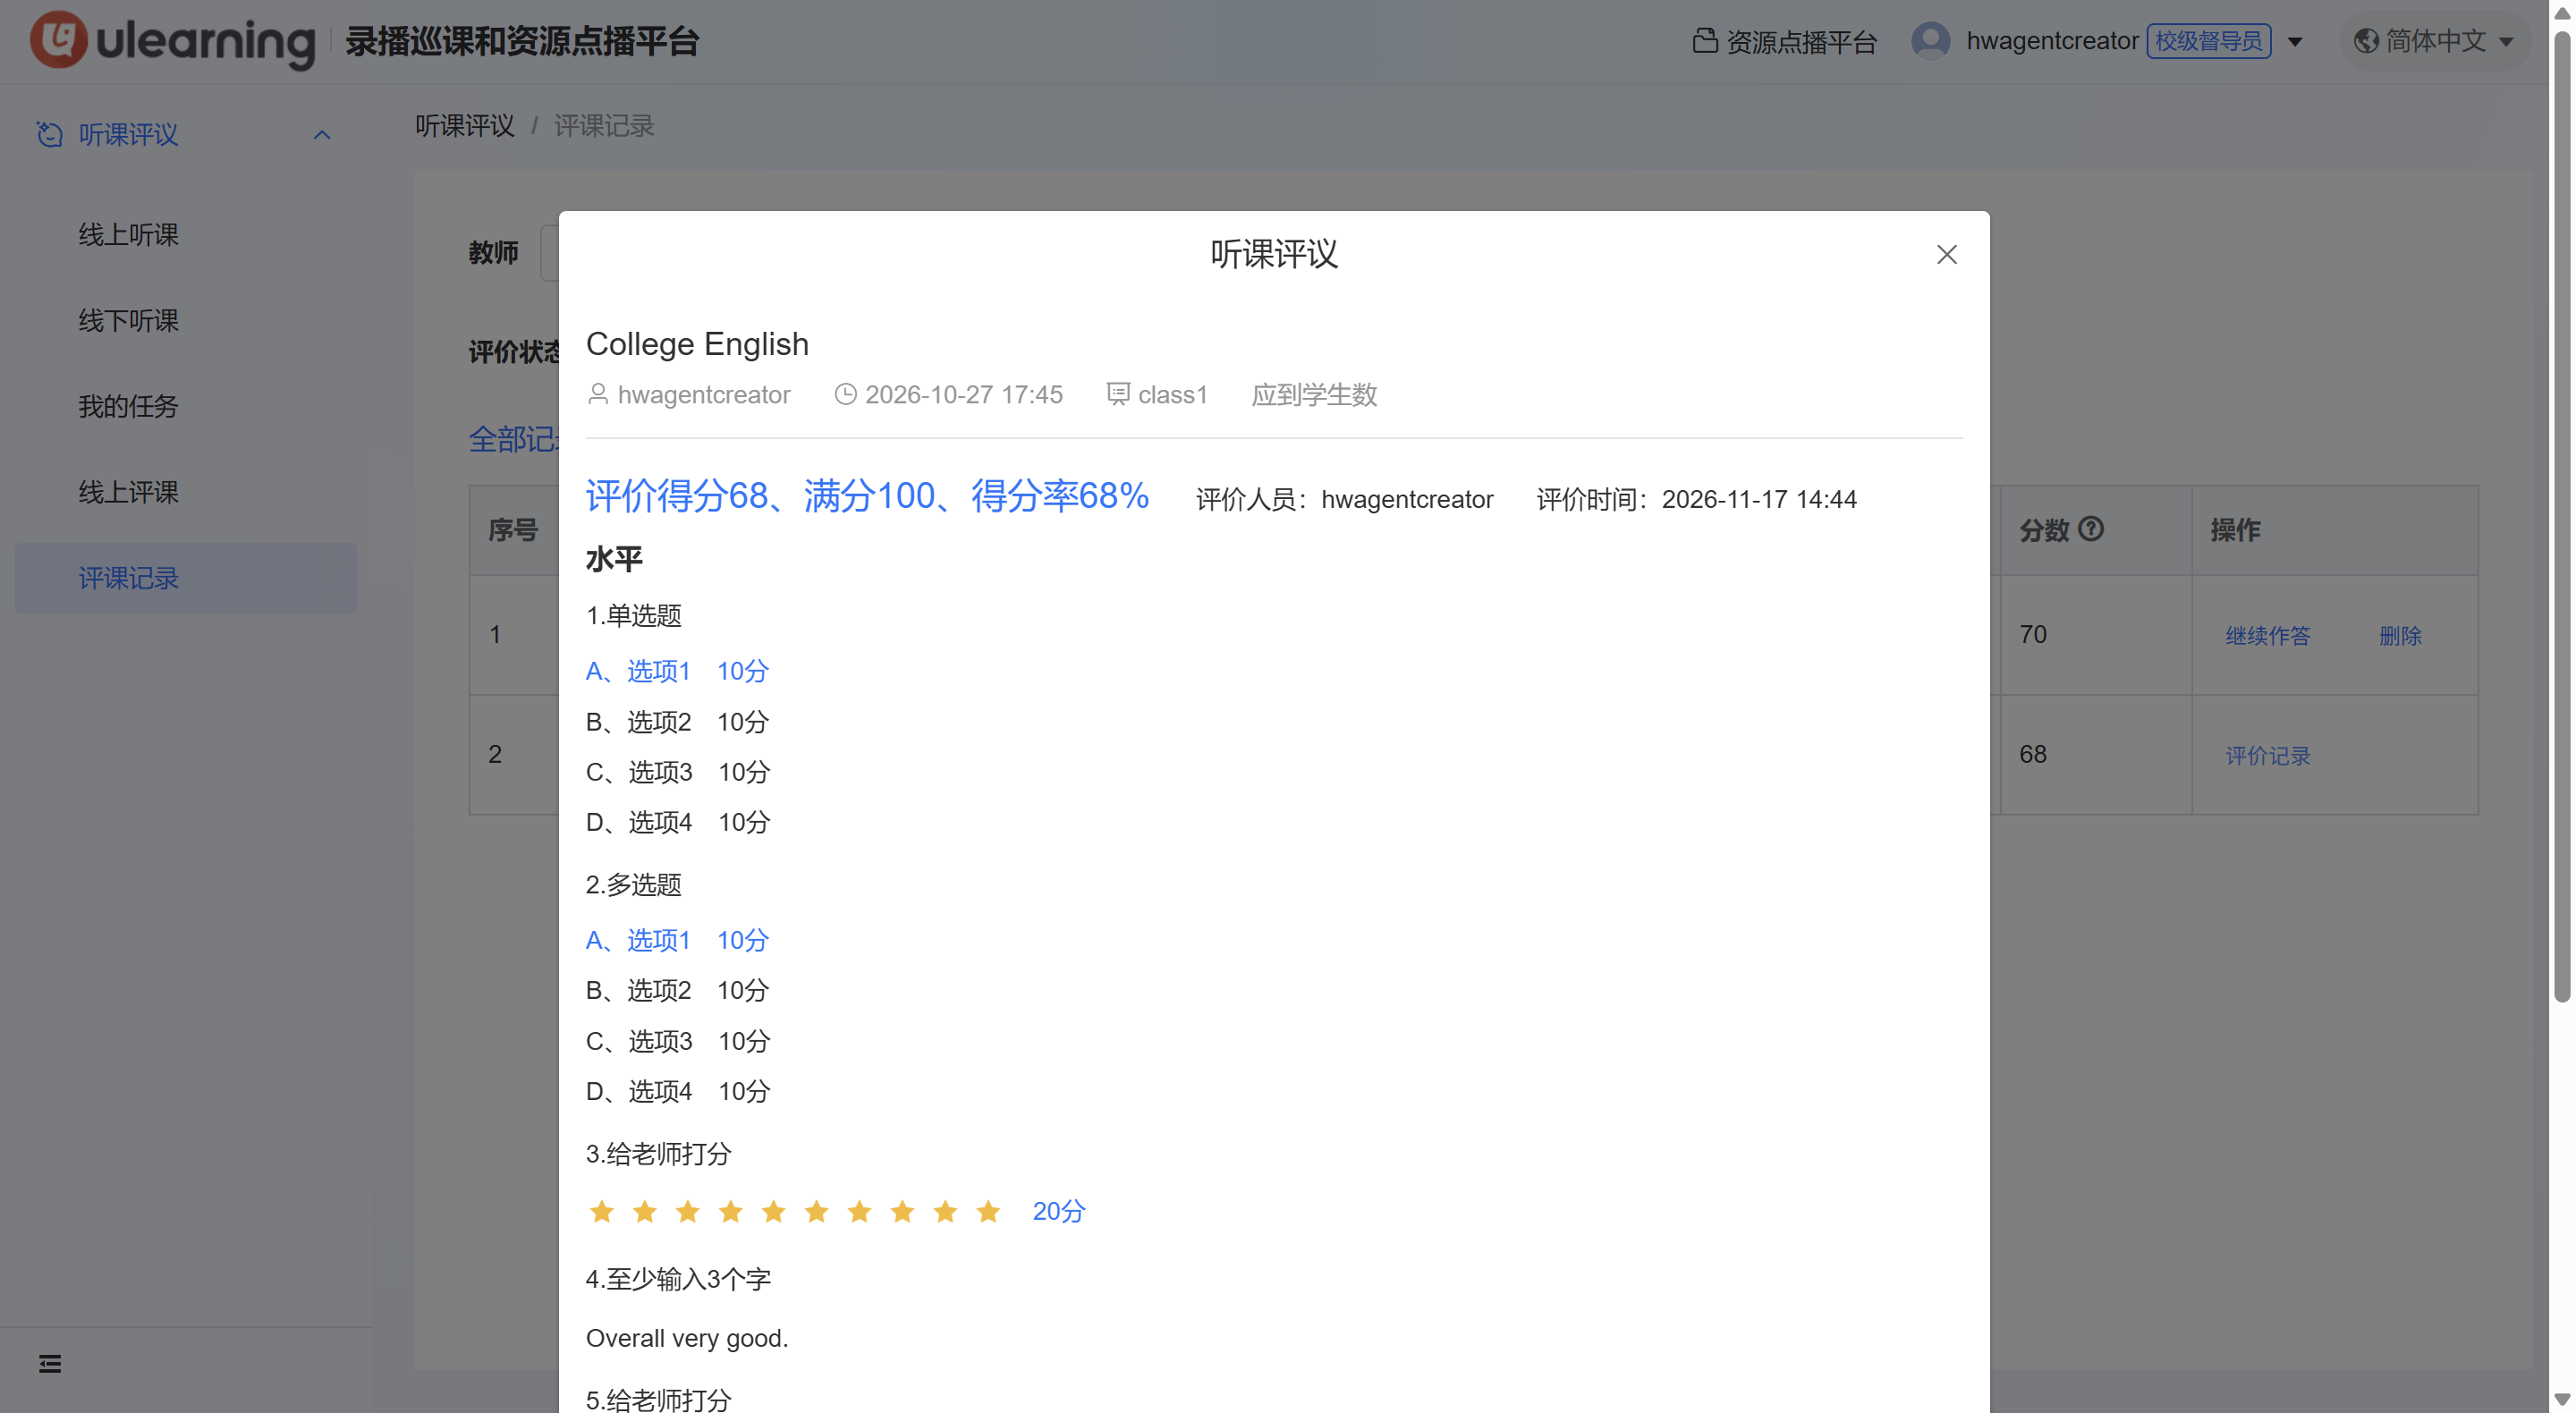 ulearning 录播巡课和资源点播平台 资源点播平台 hwagentcreator 校级督导员 简体中文
听课评议
线上听课
线下听课
我的任务
线上评课
评课记录
听课评议 / 评课记录
教师
评价状态
全部记
序号 分数 操作
1 70 继续作答 删除
2 68 评价记录
听课评议
College English
hwagentcreator 2026-10-27 17:45 class1 应到学生数
评价得分68、满分100、得分率68% 评价人员：hwagentcreator 评价时间：2026-11-17 14:44
水平
1.单选题
A、选项1 10分
B、选项2 10分
C、选项3 10分
D、选项4 10分
2.多选题
A、选项1 10分
B、选项2 10分
C、选项3 10分
D、选项4 10分
3.给老师打分
20分
4.至少输入3个字
Overall very good.
5.给老师打分